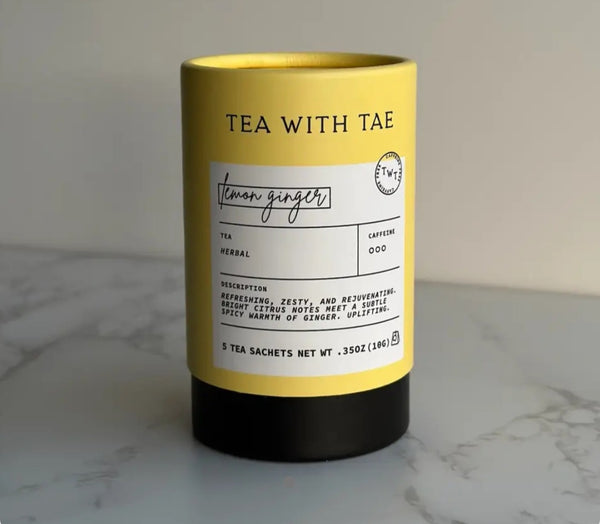 TEA WITH TAE
TWT
lemon ginger
TEA
CAFFEINE
HERBAL
OOO
DESCRIPTION
REFRESHING, ZESTY, AND REJUVENATING.
BRIGHT CITRUS NOTES MEET A SUBTLE
SPICY WARMTH OF GINGER. UPLIFTING.
5 TEA SACHETS NET WT .35OZ(10G)